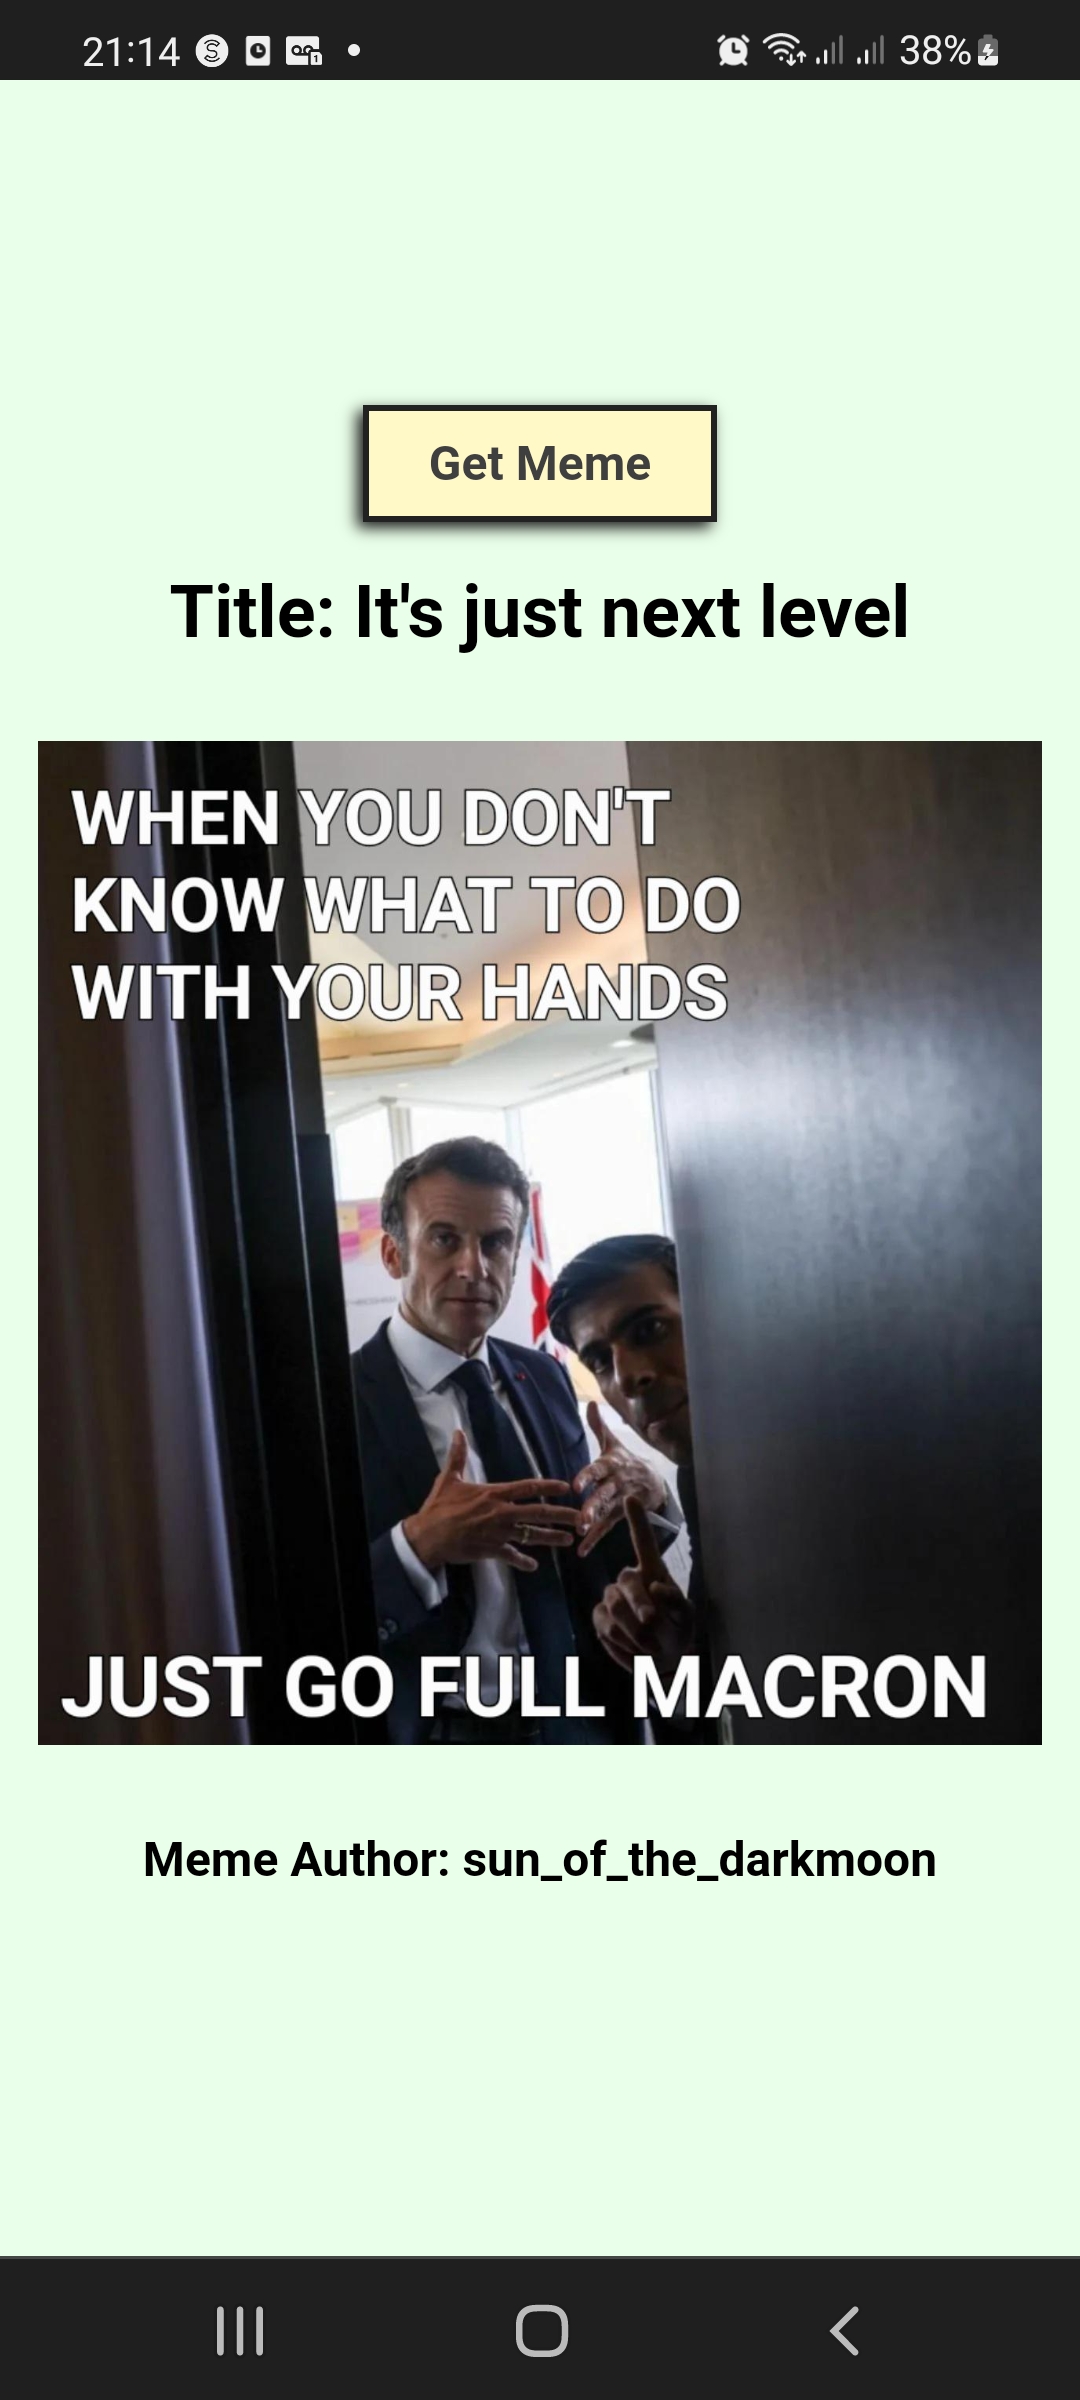 21:14
38%
Get Meme
Title: It's just next level
WHEN YOU DON'T
KNOW WHAT TO DO
WITH YOUR HANDS
JUST GO FULL MACRON
Meme Author: sun_of_the_darkmoon